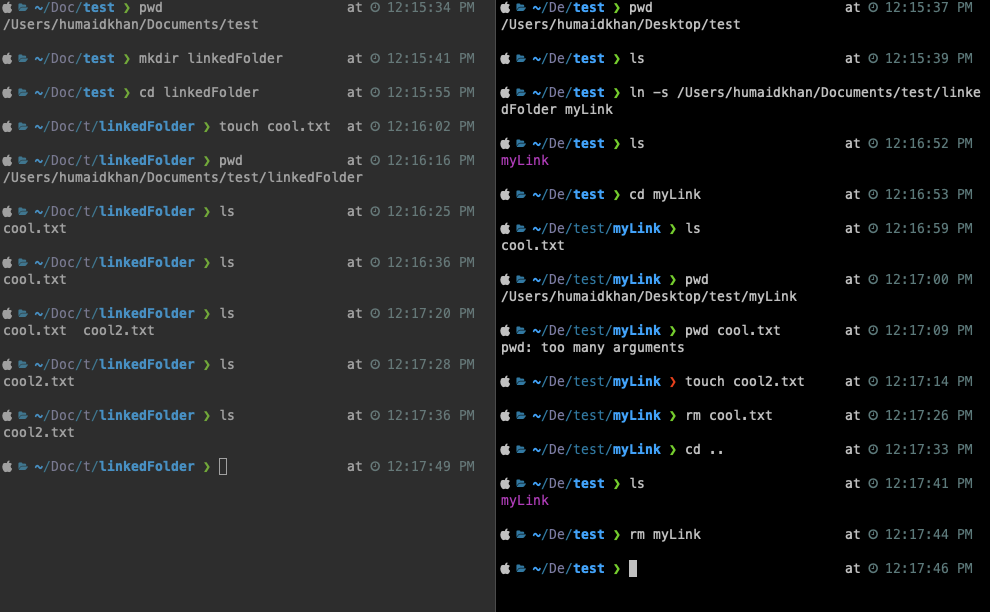 ~/Doc/test ❯ pwd at 12:15:34 PM
/Users/humaidkhan/Documents/test
~/Doc/test ❯ mkdir linkedFolder at 12:15:41 PM
~/Doc/test ❯ cd linkedFolder at 12:15:55 PM
~/Doc/t/linkedFolder ❯ touch cool.txt at 12:16:02 PM
~/Doc/t/linkedFolder ❯ pwd at 12:16:16 PM
/Users/humaidkhan/Documents/test/linkedFolder
~/Doc/t/linkedFolder ❯ ls at 12:16:25 PM
cool.txt
~/Doc/t/linkedFolder ❯ ls at 12:16:36 PM
cool.txt
~/Doc/t/linkedFolder ❯ ls at 12:17:20 PM
cool.txt  cool2.txt
~/Doc/t/linkedFolder ❯ ls at 12:17:28 PM
cool2.txt
~/Doc/t/linkedFolder ❯ ls at 12:17:36 PM
cool2.txt
~/Doc/t/linkedFolder ❯ at 12:17:49 PM
~/De/test ❯ pwd at 12:15:37 PM
/Users/humaidkhan/Desktop/test
~/De/test ❯ ls at 12:15:39 PM
~/De/test ❯ ln -s /Users/humaidkhan/Documents/test/linke
dFolder myLink
~/De/test ❯ ls at 12:16:52 PM
myLink
~/De/test ❯ cd myLink at 12:16:53 PM
~/De/test/myLink ❯ ls at 12:16:59 PM
cool.txt
~/De/test/myLink ❯ pwd at 12:17:00 PM
/Users/humaidkhan/Desktop/test/myLink
~/De/test/myLink ❯ pwd cool.txt at 12:17:09 PM
pwd: too many arguments
~/De/test/myLink ❯ touch cool2.txt at 12:17:14 PM
~/De/test/myLink ❯ rm cool.txt at 12:17:26 PM
~/De/test/myLink ❯ cd .. at 12:17:33 PM
~/De/test ❯ ls at 12:17:41 PM
myLink
~/De/test ❯ rm myLink at 12:17:44 PM
~/De/test ❯ at 12:17:46 PM